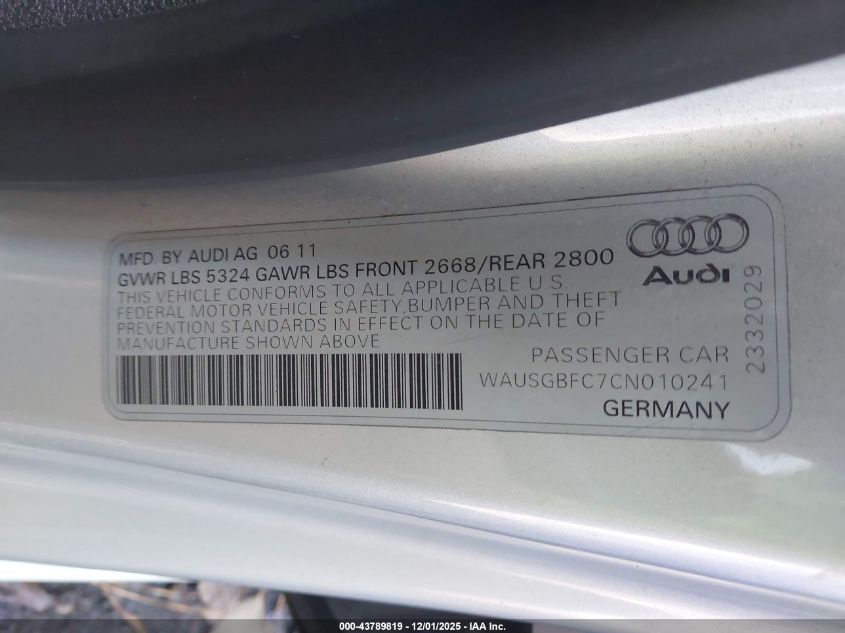 MFD. BY AUDI AG 06 11
GVWR LBS 5324 GAWR LBS FRONT 2668/REAR 2800
THIS VEHICLE CONFORMS TO ALL APPLICABLE U.S.
FEDERAL MOTOR VEHICLE SAFETY,BUMPER AND THEFT
PREVENTION STANDARDS IN EFFECT ON THE DATE OF
MANUFACTURE SHOWN ABOVE
Audi
2332029
PASSENGER CAR
WAUSGBFC7CN010241
GERMANY
000-43789819 - 12/01/2025 - IAA Inc.